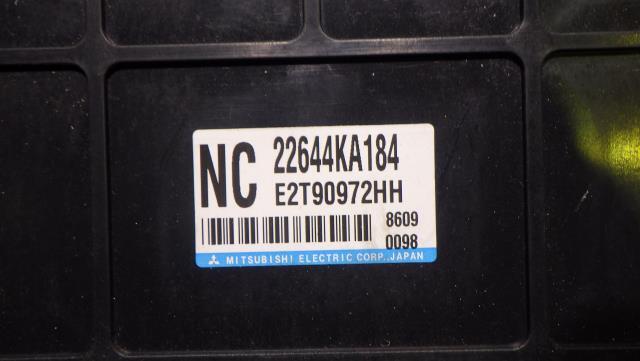 NC 22644KA184
E2T90972HH
8609
0098
MITSUBISHI ELECTRIC CORP.,JAPAN